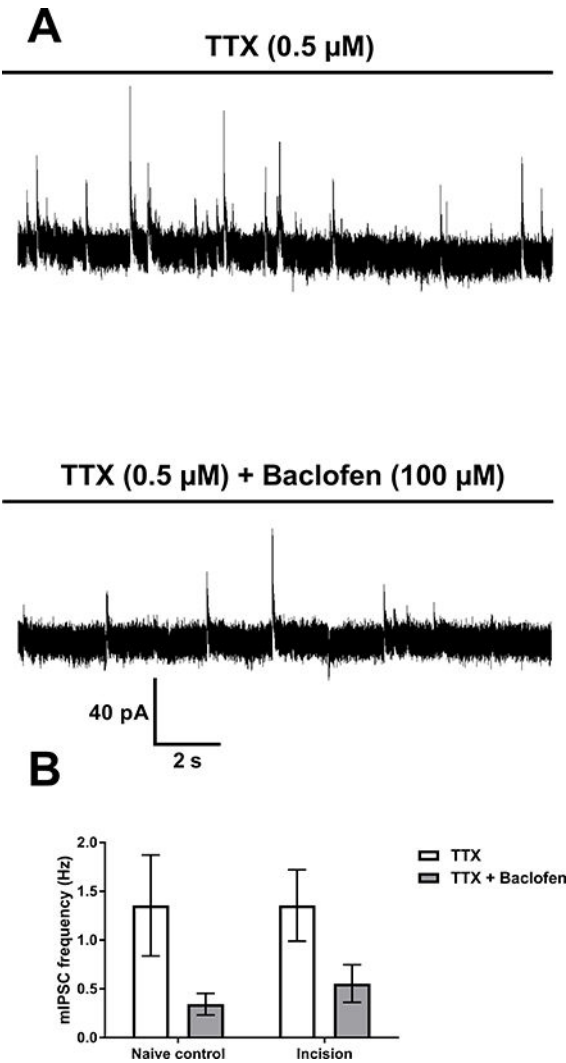 A
TTX (0.5 µM)
TTX (0.5 µM) + Baclofen (100 µM)
40 pA
2 s
B
mIPSC frequency (Hz)
2.0
1.5
1.0
0.5
0.0
Naive control
Incision
TTX
TTX + Baclofen